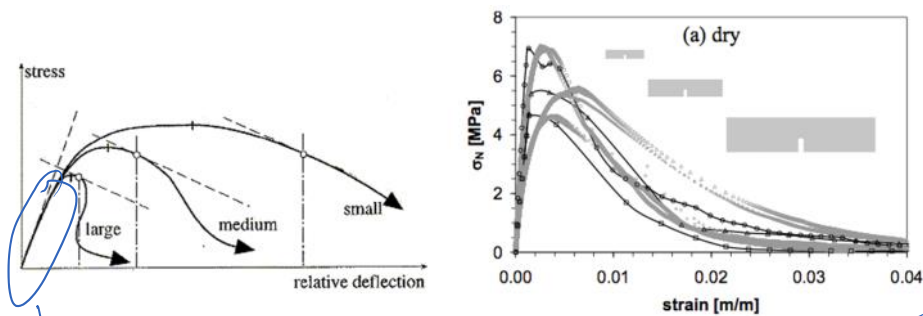 stress
large
medium
small
relative deflection
(a) dry
σN [MPa]
8
6
4
2
0
0.00
0.01
0.02
0.03
0.04
strain [m/m]